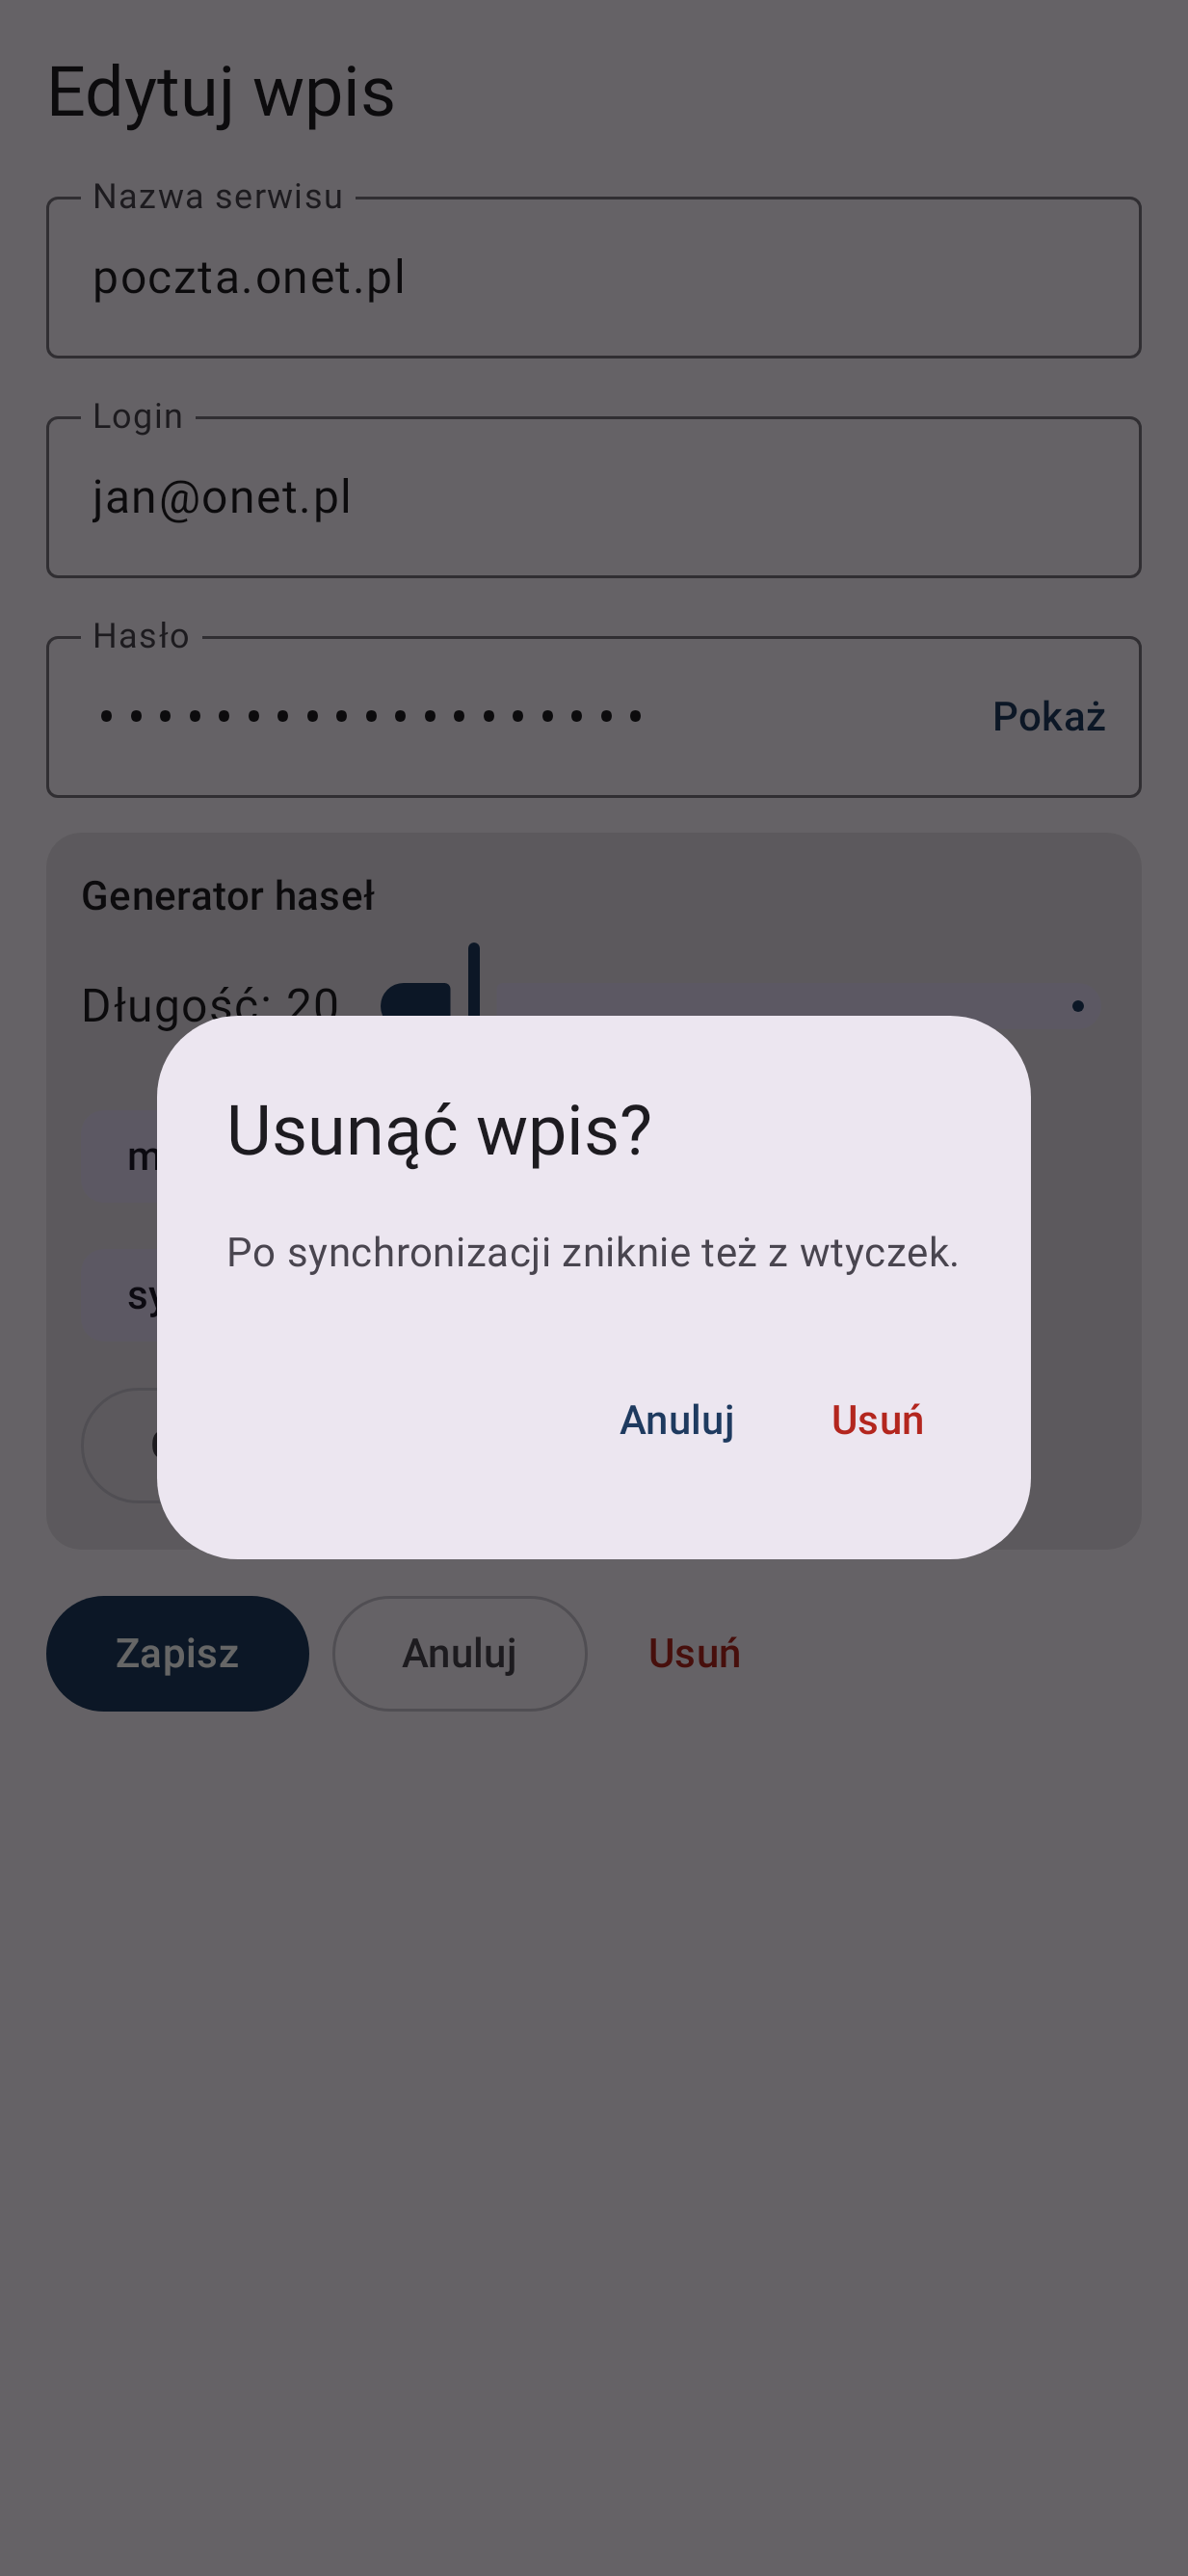 Edytuj wpis
Nazwa serwisu
poczta.onet.pl
Login
jan@onet.pl
Hasło
Pokaż
Generator haseł
Długość: 20
Usunąć wpis?
Po synchronizacji zniknie też z wtyczek.
Anuluj Usuń
Zapisz Anuluj Usuń